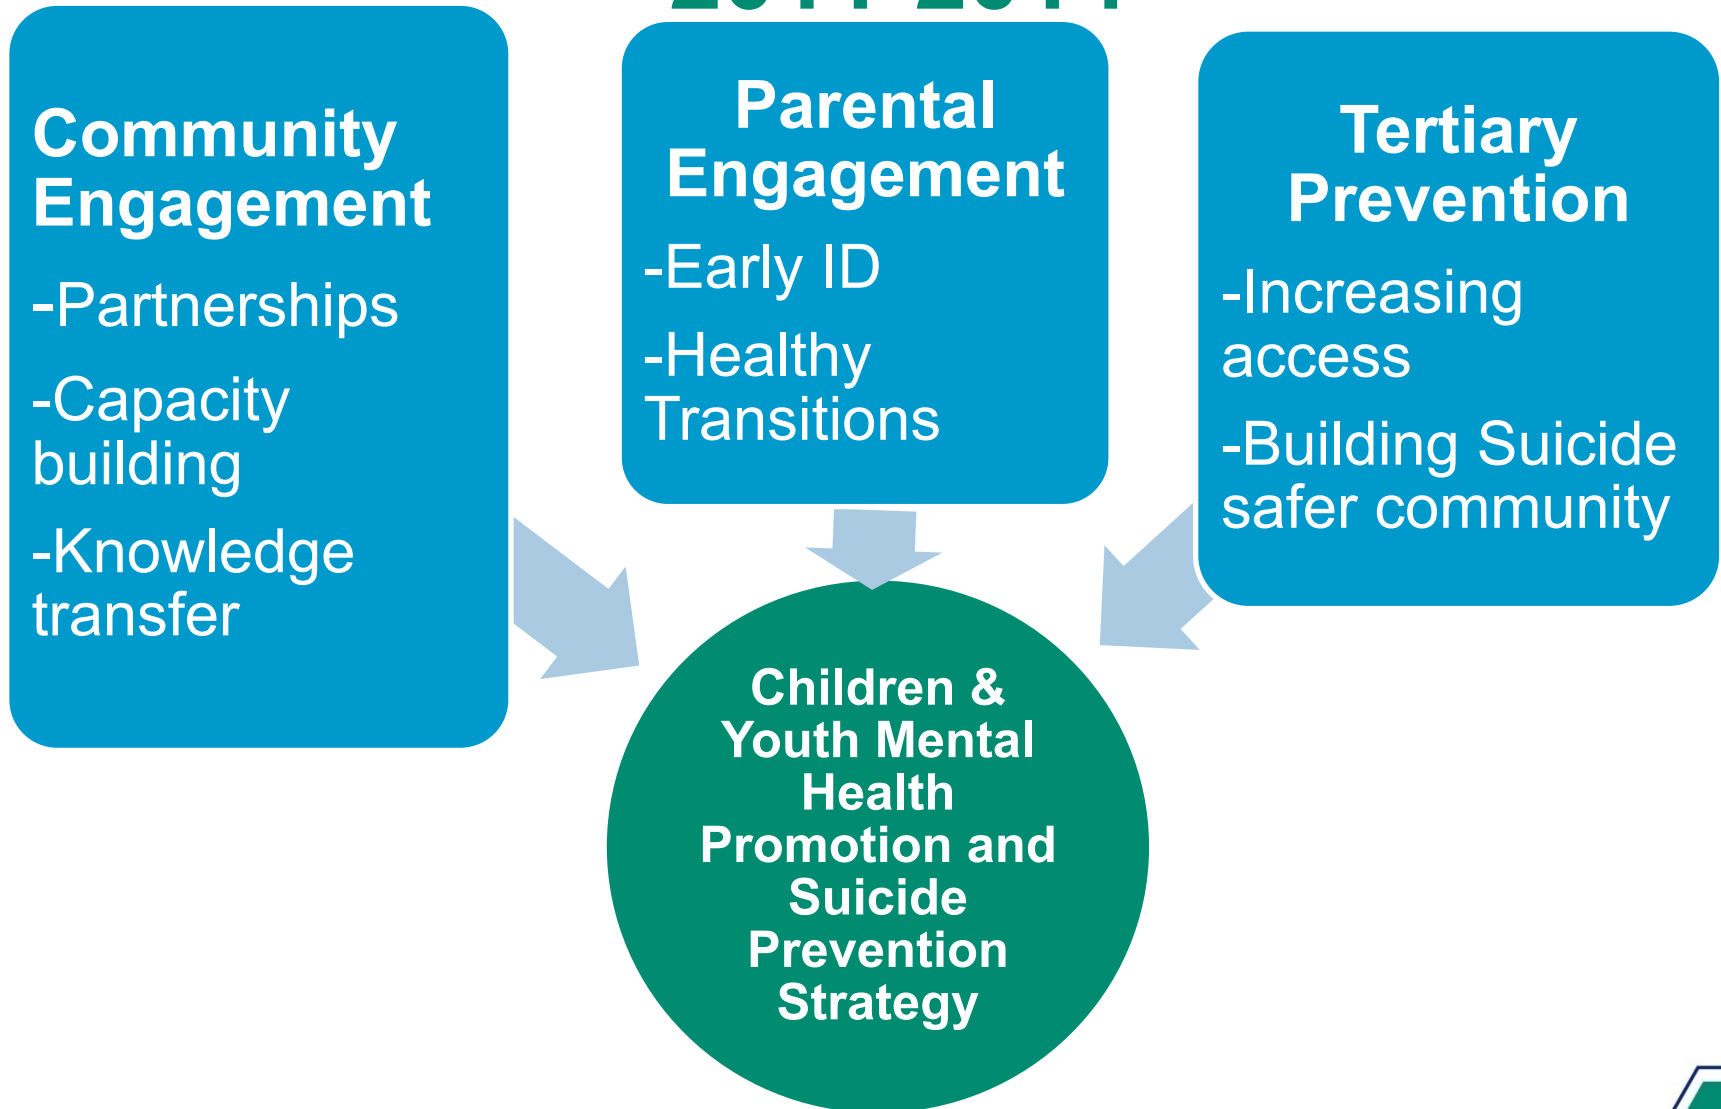 Community
Engagement
-Partnerships
-Capacity
building
-Knowledge
transfer
Parental
Engagement
-Early ID
-Healthy
Transitions
Tertiary
Prevention
-Increasing
access
-Building Suicide
safer community
Children &
Youth Mental
Health
Promotion and
Suicide
Prevention
Strategy